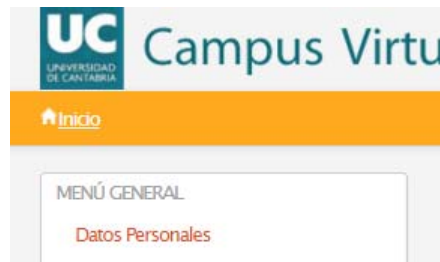 UC
UNIVERSIDAD
DE CANTABRIA
Campus Virtu
Inicio
MENÚ GENERAL
Datos Personales